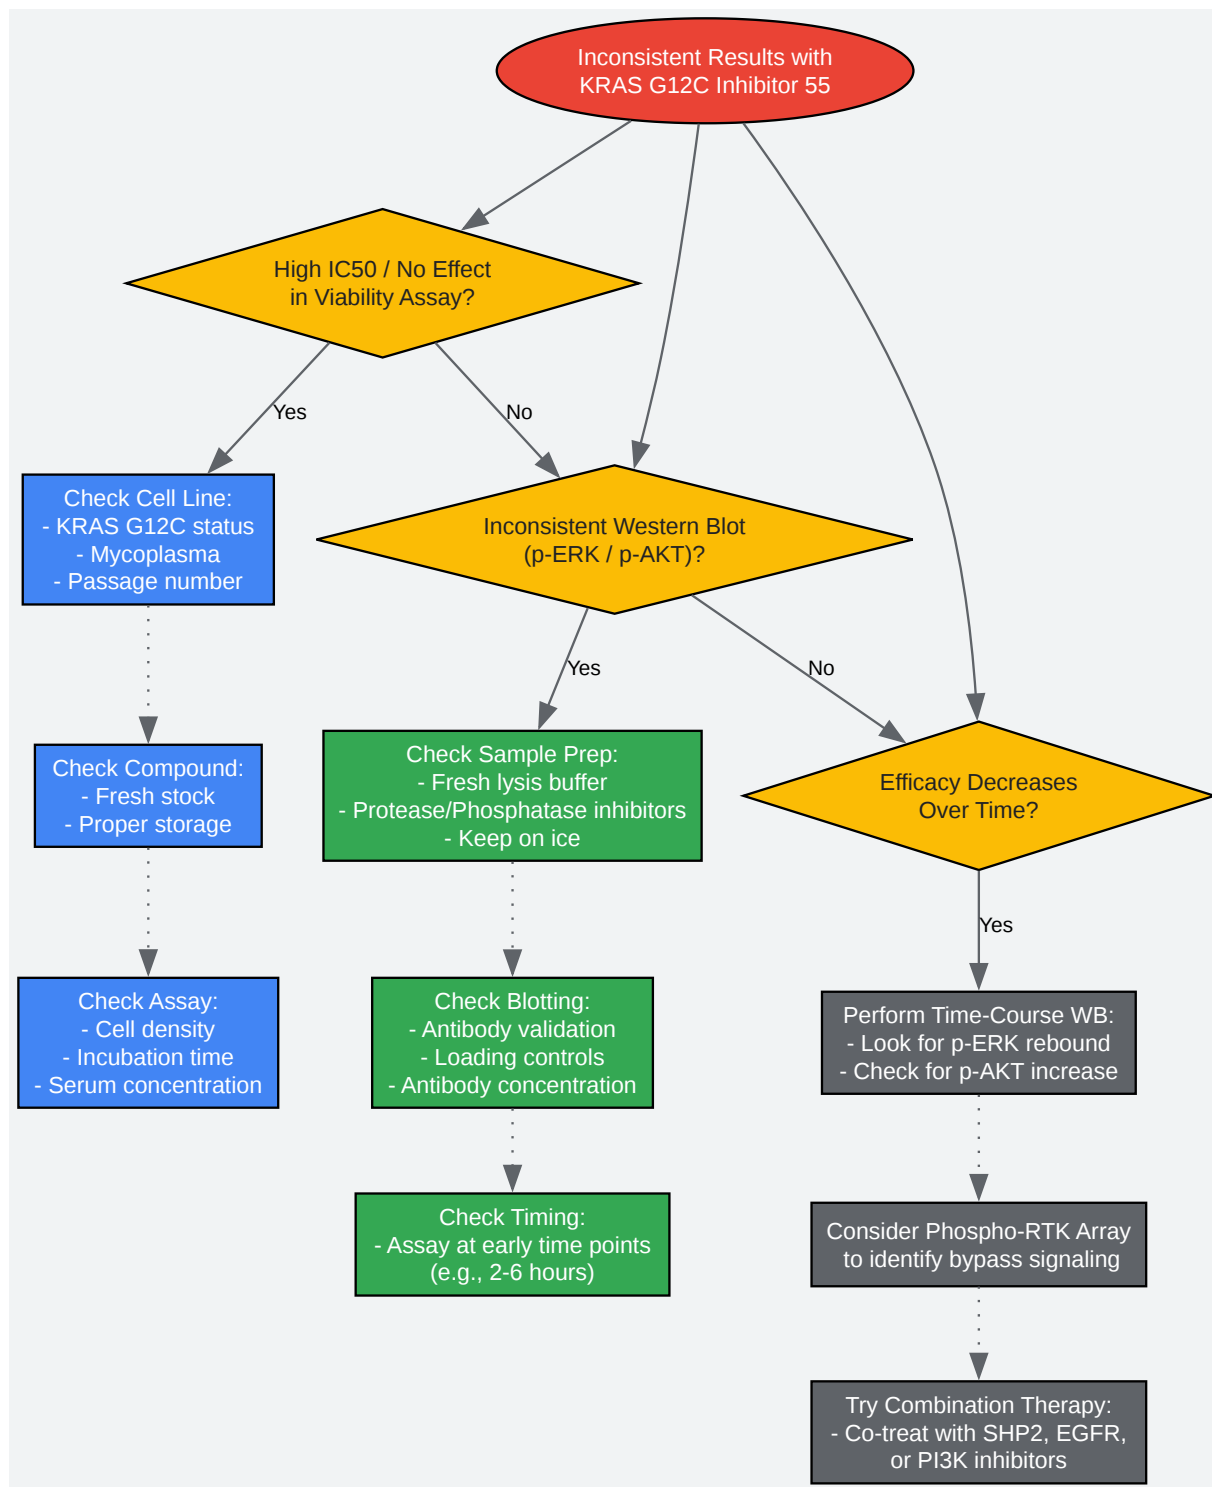 Inconsistent Results with
KRAS G12C Inhibitor 55
High IC50 / No Effect
in Viability Assay?
Yes
No
Check Cell Line:
- KRAS G12C status
- Mycoplasma
- Passage number
Inconsistent Western Blot
(p-ERK / p-AKT)?
Yes
No
Check Compound:
- Fresh stock
- Proper storage
Check Sample Prep:
- Fresh lysis buffer
- Protease/Phosphatase inhibitors
- Keep on ice
Efficacy Decreases
Over Time?
Yes
Check Assay:
- Cell density
- Incubation time
- Serum concentration
Check Blotting:
- Antibody validation
- Loading controls
- Antibody concentration
Perform Time-Course WB:
- Look for p-ERK rebound
- Check for p-AKT increase
Check Timing:
- Assay at early time points
(e.g., 2-6 hours)
Consider Phospho-RTK Array
to identify bypass signaling
Try Combination Therapy:
- Co-treat with SHP2, EGFR,
or PI3K inhibitors